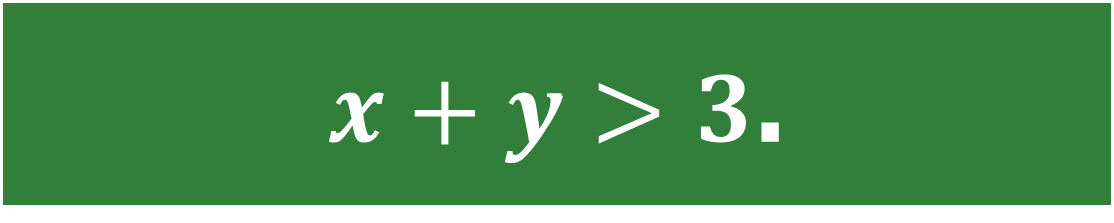 x + y > 3.